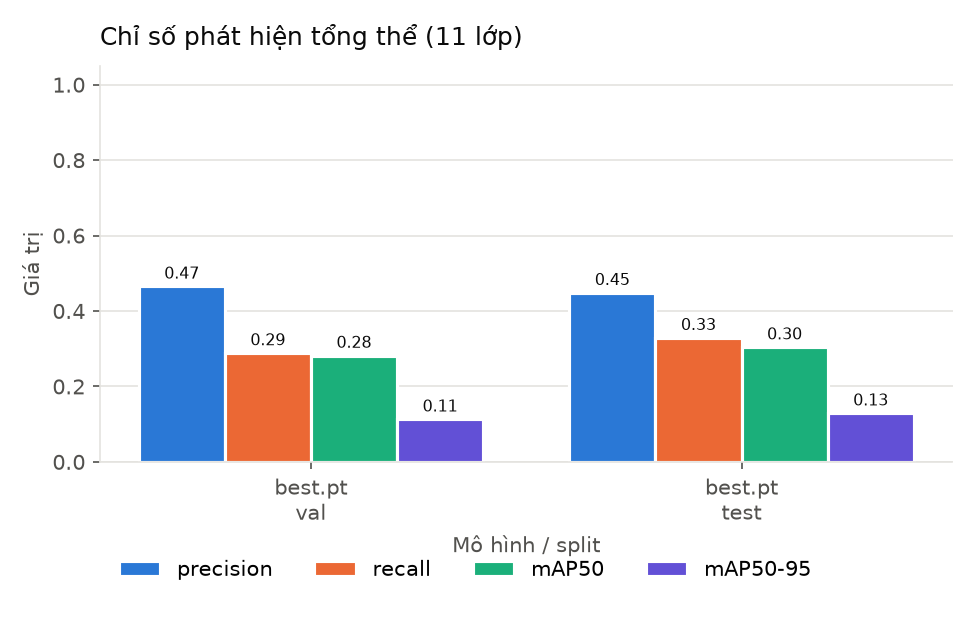 Chỉ số phát hiện tổng thể (11 lớp)
Giá trị
1.0
0.8
0.6
0.4
0.2
0.0
0.47
0.29
0.28
0.11
0.45
0.33
0.30
0.13
best.pt
val
best.pt
test
Mô hình / split
precision recall mAP50 mAP50-95